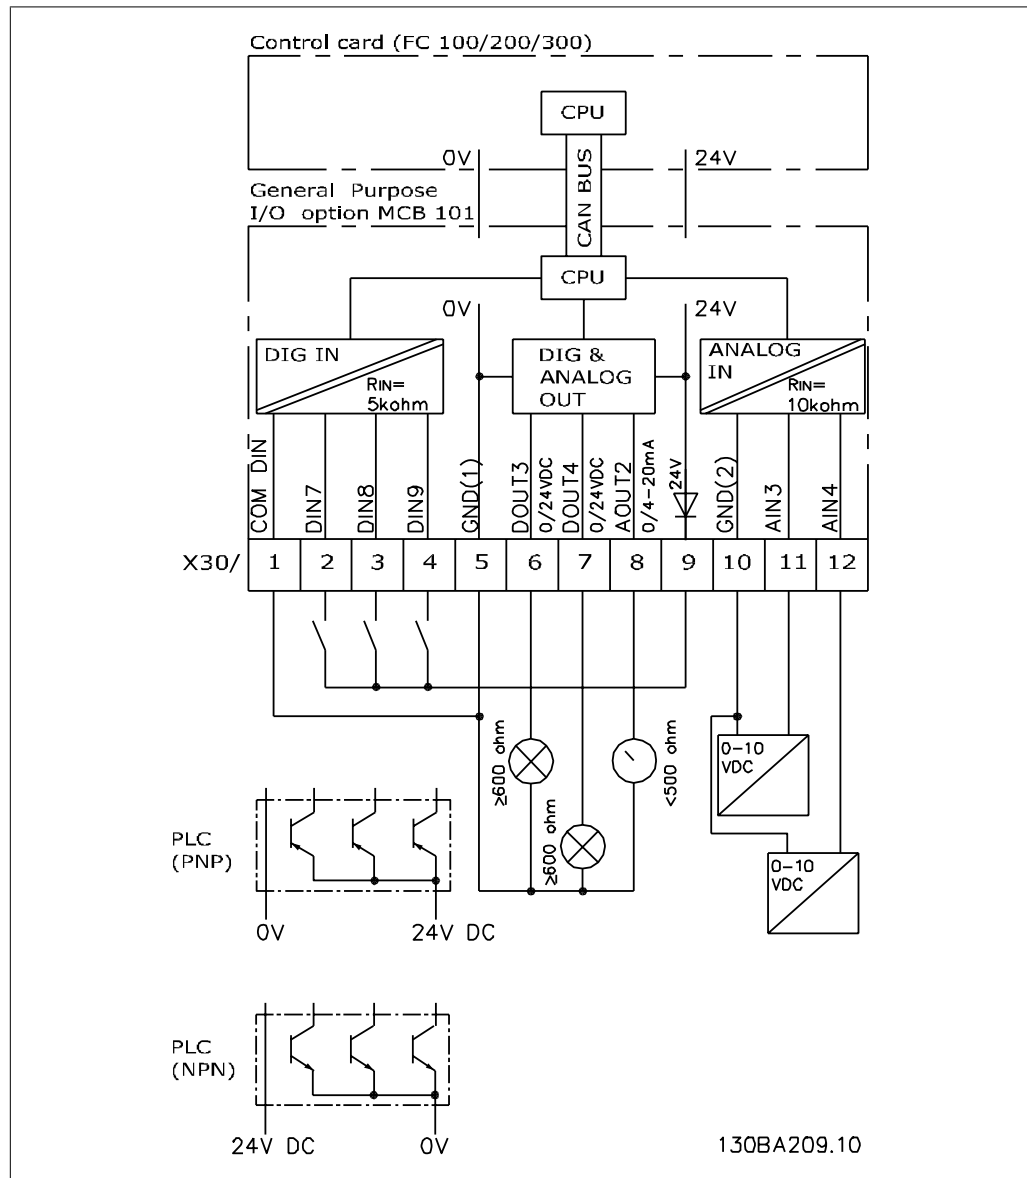 Control card (FC 100/200/300)
CPU
0V
24V
CAN BUS
General Purpose
I/O option MCB 101
CPU
0V
24V
DIG IN
RIN=
5kohm
DIG &
ANALOG
OUT
ANALOG
IN
RIN=
10kohm
COM DIN
DIN7
DIN8
DIN9
GND(1)
DOUT3
0/24VDC
DOUT4
0/24VDC
AOUT2
0/4-20mA
24V
GND(2)
AIN3
AIN4
X30/ 1 2 3 4 5 6 7 8 9 10 11 12
≥600 ohm
<500 ohm
≥600 ohm
0-10
VDC
0-10
VDC
PLC
(PNP)
0V
24V DC
PLC
(NPN)
24V DC
0V
130BA209.10